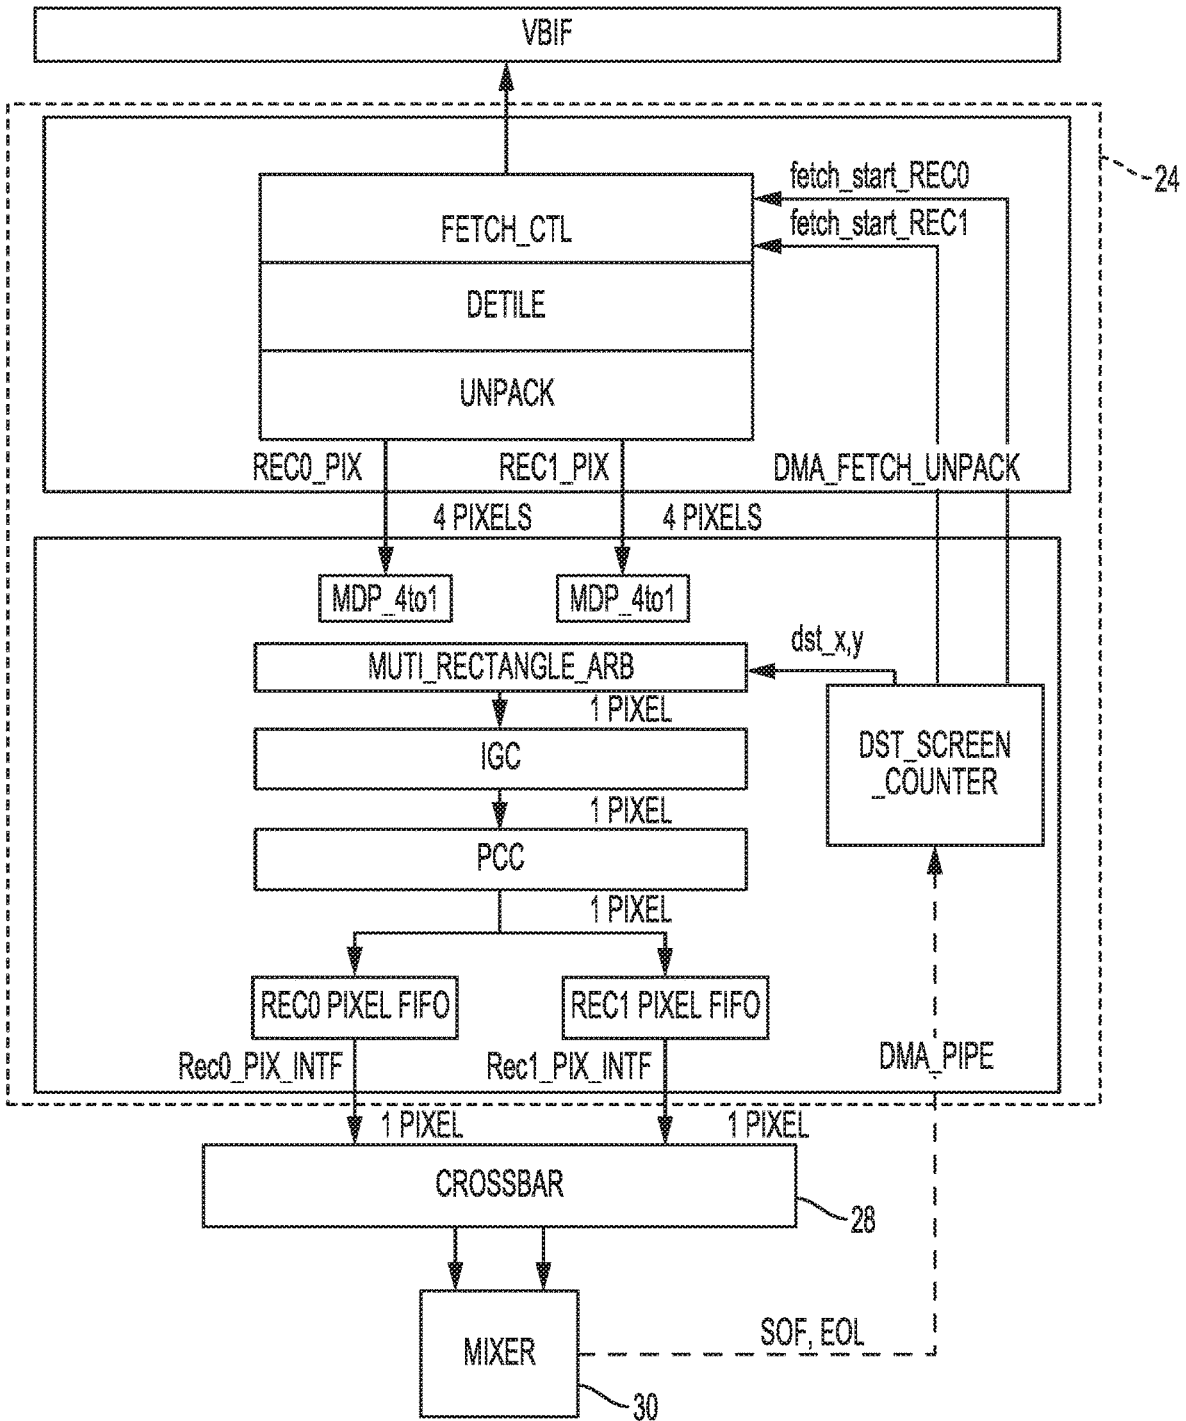 VBIF
24
fetch_start_REC0
fetch_start_REC1
FETCH_CTL
DETILE
UNPACK
REC0_PIX
REC1_PIX
DMA_FETCH_UNPACK
4 PIXELS
4 PIXELS
MDP_4to1
MDP_4to1
dst_x,y
MUTI_RECTANGLE_ARB
1 PIXEL
IGC
DST_SCREEN
_COUNTER
1 PIXEL
PCC
1 PIXEL
REC0 PIXEL FIFO
REC1 PIXEL FIFO
Rec0_PIX_INTF
Rec1_PIX_INTF
DMA_PIPE
1 PIXEL
1 PIXEL
CROSSBAR
28
MIXER
SOF, EOL
30